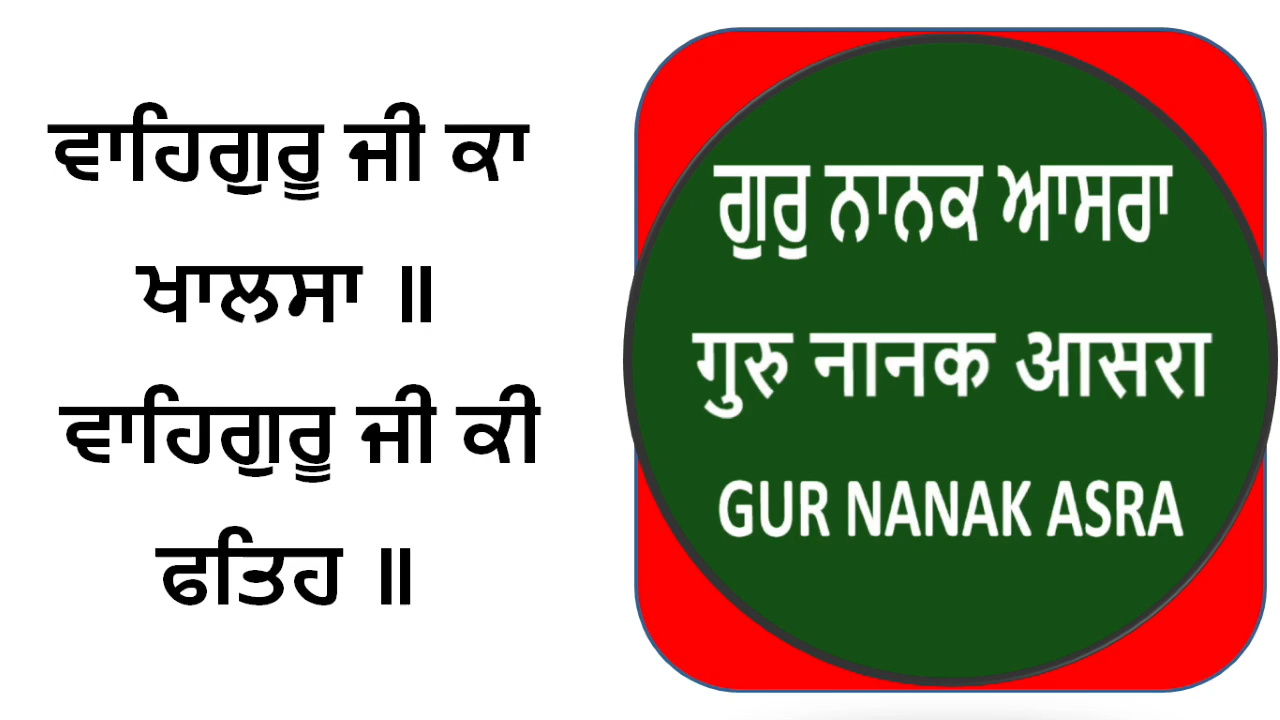 ਵਾਹਿਗੁਰੂ ਜੀ ਕਾ
ਖਾਲਸਾ ॥
ਵਾਹਿਗੁਰੂ ਜੀ ਕੀ
ਫਤਿਹ ॥
ਗੁਰੁ ਨਾਨਕ ਆਸਰਾ
गुरु नानक आसरा
GUR NANAK ASRA